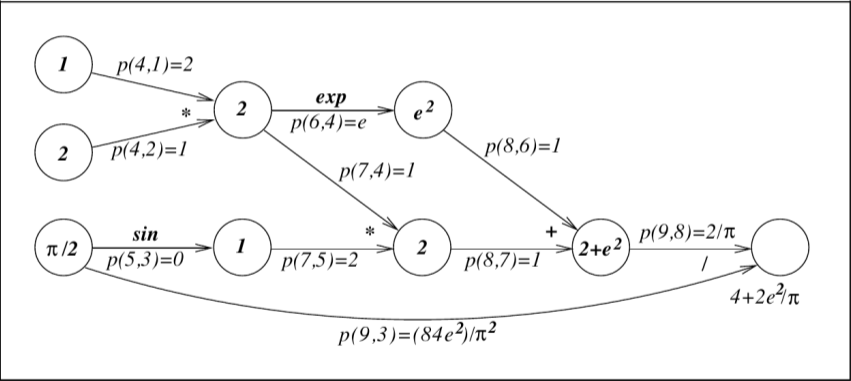 1
p(4,1)=2
*
2
exp
p(6,4)=e
e²
2
p(4,2)=1
p(7,4)=1
p(8,6)=1
π/2
sin
p(5,3)=0
1
p(7,5)=2
*
2
p(8,7)=1
+
2+e²
p(9,8)=2/π
/
4+2e²/π
p(9,3)=(84e²)/π²